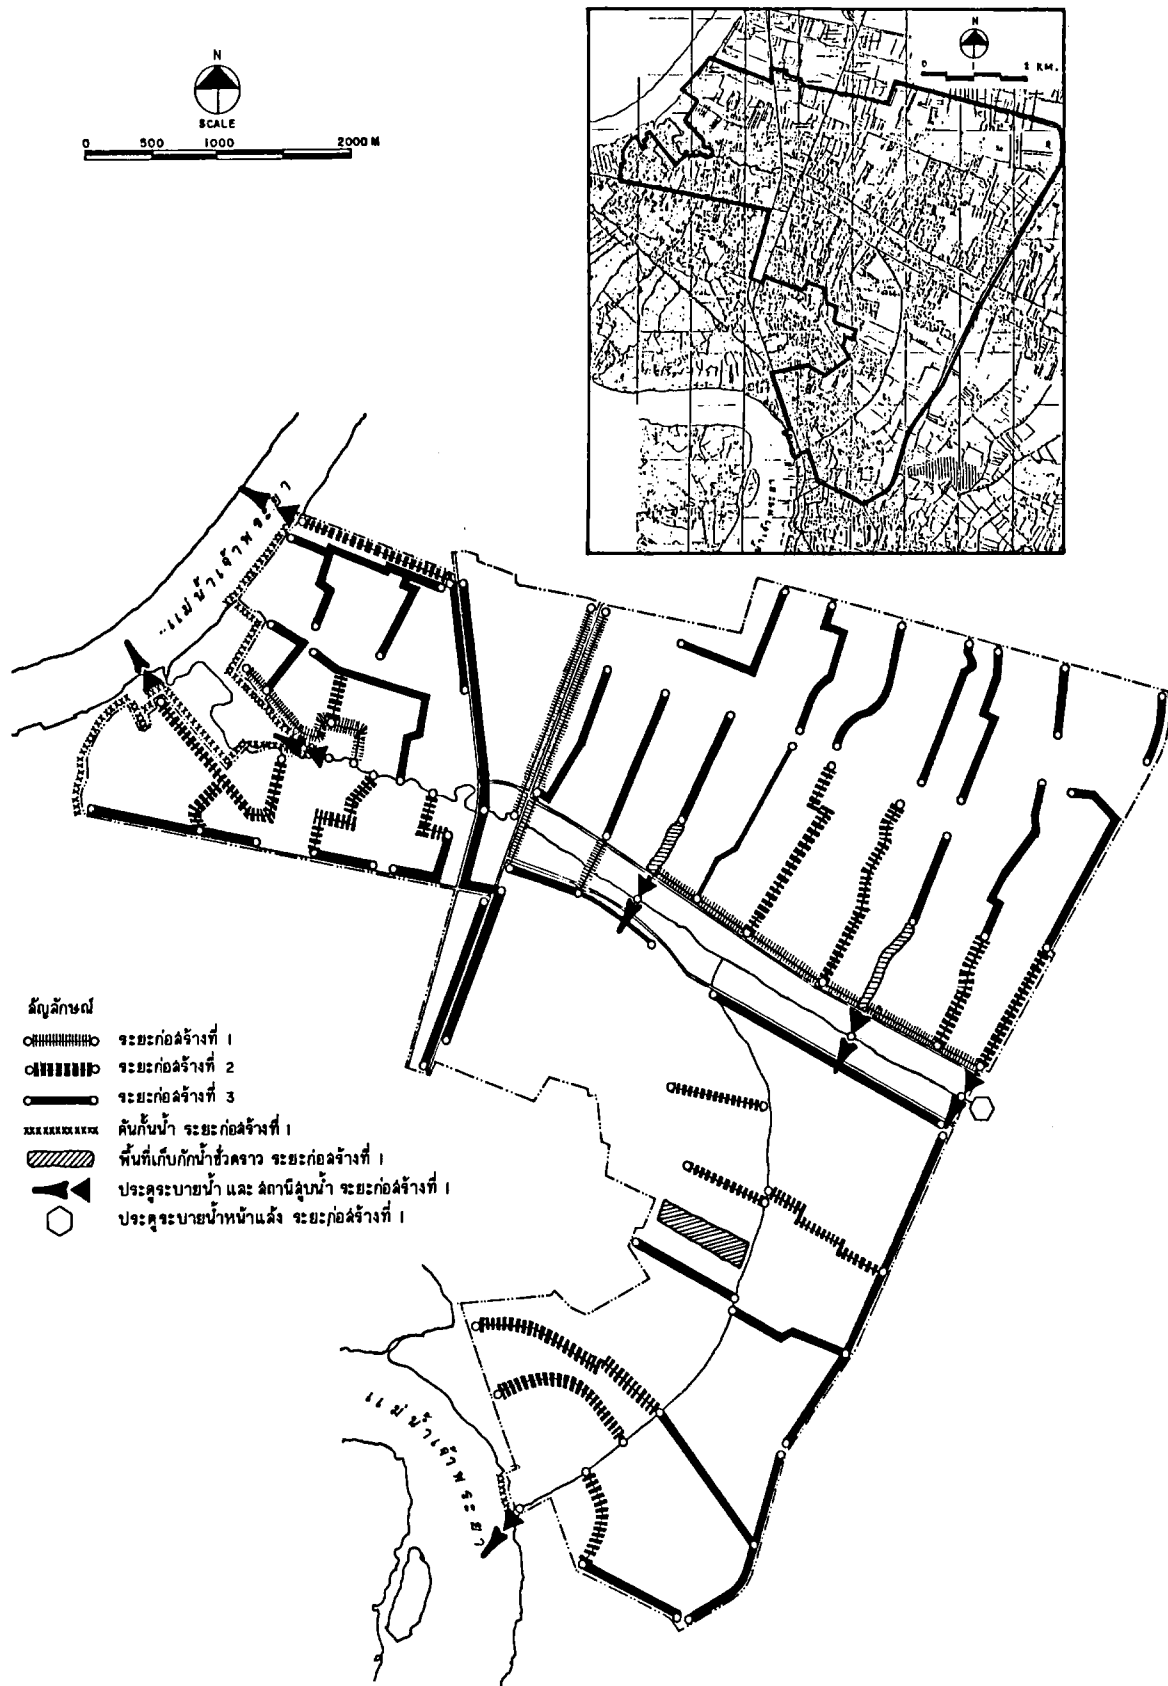 N
SCALE
0 500 1000 2000 M
N
0 1 2 KM.
แม่น้ำเจ้าพระยา
สัญลักษณ์
ระยะก่อสร้างที่ 1
ระยะก่อสร้างที่ 2
ระยะก่อสร้างที่ 3
คันกั้นน้ำ ระยะก่อสร้างที่ 1
พื้นที่เก็บกักน้ำชั่วคราว ระยะก่อสร้างที่ 1
ประตูระบายน้ำ และ สถานีสูบน้ำ ระยะก่อสร้างที่ 1
ประตูระบายน้ำหน้าแล้ง ระยะก่อสร้างที่ 1
แม่น้ำเจ้าพระยา